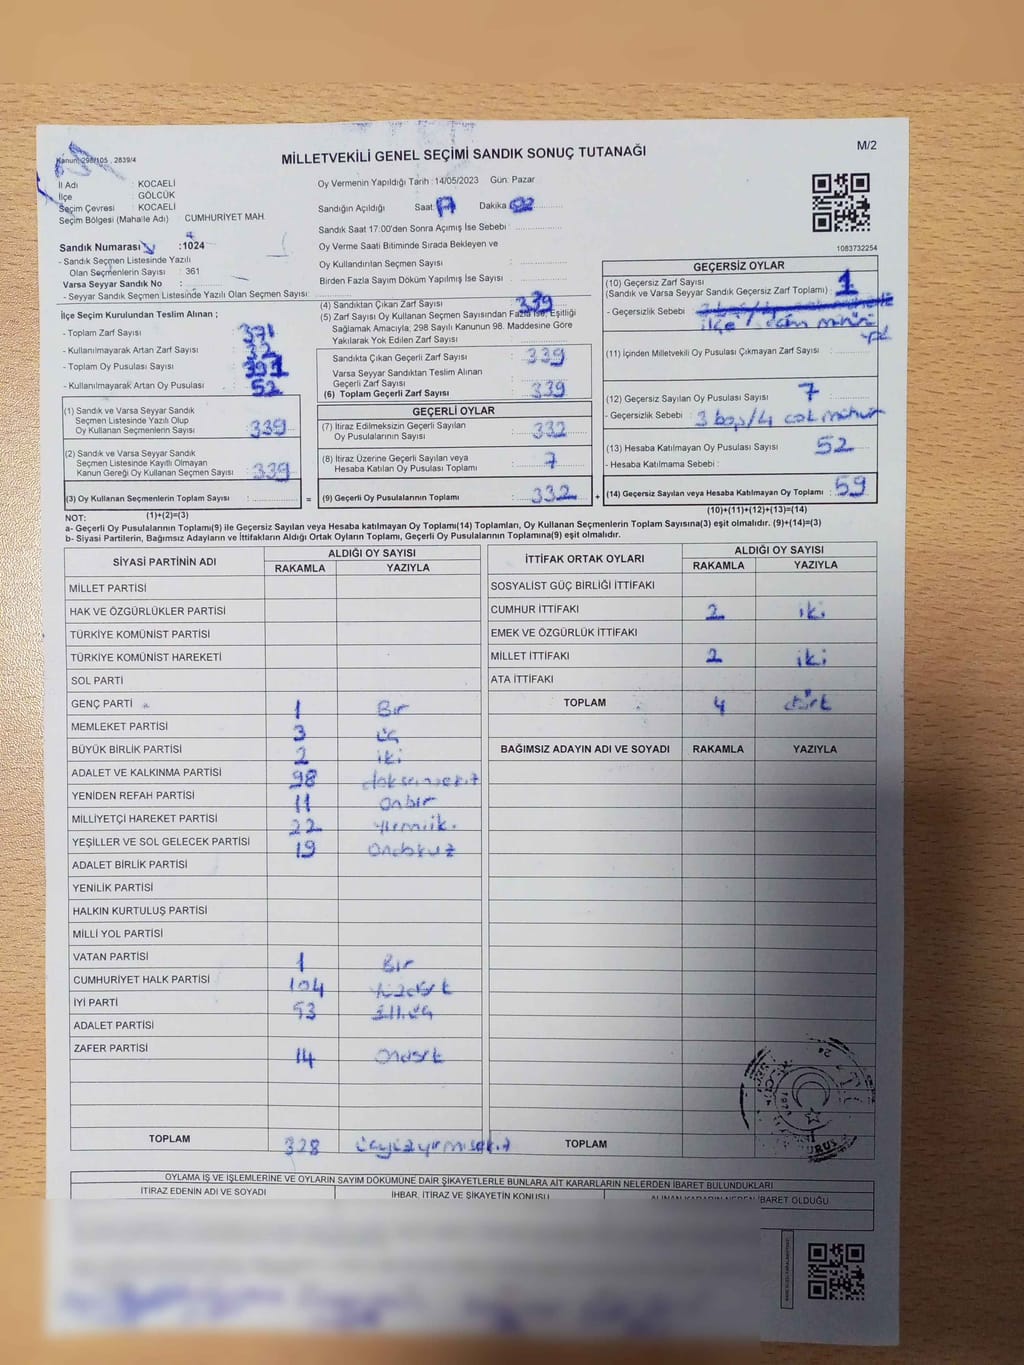 Kanun: 298/105 , 2839/4
MİLLETVEKİLİ GENEL SEÇİMİ SANDIK SONUÇ TUTANAĞI
M/2
İl Adı : KOCAELİ
İlçe : GÖLCÜK
Seçim Çevresi : KOCAELİ
Seçim Bölgesi (Mahalle Adı) : CUMHURİYET MAH.
Sandık Numarası :1024
- Sandık Seçmen Listesinde Yazılı
Olan Seçmenlerin Sayısı : 361
Varsa Seyyar Sandık No :
- Seyyar Sandık Seçmen Listesinde Yazılı Olan Seçmen Sayısı:
İlçe Seçim Kurulundan Teslim Alınan ;
- Toplam Zarf Sayısı : 371
- Kullanılmayarak Artan Zarf Sayısı : 32
- Toplam Oy Pusulası Sayısı : 391
- Kullanılmayarak Artan Oy Pusulası : 52
(1) Sandık ve Varsa Seyyar Sandık
Seçmen Listesinde Yazılı Olup
Oy Kullanan Seçmenlerin Sayısı : 339
(2) Sandık ve Varsa Seyyar Sandık
Seçmen Listesinde Kayıtlı Olmayan
Kanun Gereği Oy Kullanan Seçmen Sayısı : 339
(3) Oy Kullanan Seçmenlerin Toplam Sayısı : =
(1)+(2)=(3)
Oy Vermenin Yapıldığı Tarih : 14/05/2023 Gün: Pazar
Sandığın Açıldığı Saat: 17 Dakika: 02
Sandık Saat 17.00'den Sonra Açımış İse Sebebi :
Oy Verme Saati Bitiminde Sırada Bekleyen ve
Oy Kullandırılan Seçmen Sayısı :
Birden Fazla Sayım Döküm Yapılmış İse Sayısı :
(4) Sandıktan Çıkan Zarf Sayısı : 339
(5) Zarf Sayısı Oy Kullanan Seçmen Sayısından Fazla İse, Eşitliği
Sağlamak Amacıyla, 298 Sayılı Kanunun 98. Maddesine Göre
Yakılarak Yok Edilen Zarf Sayısı :
Sandıkta Çıkan Geçerli Zarf Sayısı : 339
Varsa Seyyar Sandıktan Teslim Alınan
Geçerli Zarf Sayısı :
(6) Toplam Geçerli Zarf Sayısı : 339
GEÇERLİ OYLAR
(7) İtiraz Edilmeksizin Geçerli Sayılan
Oy Pusulalarının Sayısı : 332
(8) İtiraz Üzerine Geçerli Sayılan veya
Hesaba Katılan Oy Pusulası Toplamı : 7
(9) Geçerli Oy Pusulalarının Toplamı : 332 +
1083732254
GEÇERSİZ OYLAR
(10) Geçersiz Zarf Sayısı
(Sandık ve Varsa Seyyar Sandık Geçersiz Zarf Toplamı) : 1
- Geçersizlik Sebebi :
(11) İçinden Milletvekili Oy Pusulası Çıkmayan Zarf Sayısı :
(12) Geçersiz Sayılan Oy Pusulası Sayısı : 7
- Geçersizlik Sebebi : 3 boş/4 çok mühür
(13) Hesaba Katılmayan Oy Pusulası Sayısı : 52
- Hesaba Katılmama Sebebi :
(14) Geçersiz Sayılan veya Hesaba Katılmayan Oy Toplamı : 59
(10)+(11)+(12)+(13)=(14)
NOT:
a- Geçerli Oy Pusulalarının Toplamı(9) ile Geçersiz Sayılan veya Hesaba katılmayan Oy Toplamı(14) Toplamları, Oy Kullanan Seçmenlerin Toplam Sayısına(3) eşit olmalıdır. (9)+(14)=(3)
b- Siyasi Partilerin, Bağımsız Adayların ve İttifakların Aldığı Ortak Oyların Toplamı, Geçerli Oy Pusulalarının Toplamına(9) eşit olmalıdır.
SİYASİ PARTİNİN ADI ALDIĞI OY SAYISI
RAKAMLA YAZIYLA
MİLLET PARTİSİ
HAK VE ÖZGÜRLÜKLER PARTİSİ
TÜRKİYE KOMÜNİST PARTİSİ
TÜRKİYE KOMÜNİST HAREKETİ
SOL PARTİ
GENÇ PARTİ 1 Bir
MEMLEKET PARTİSİ 3 üç
BÜYÜK BİRLİK PARTİSİ 2 iki
ADALET VE KALKINMA PARTİSİ 98 doksansekiz
YENİDEN REFAH PARTİSİ 11 onbir
MİLLİYETÇİ HAREKET PARTİSİ 22 yirmiiki
YEŞİLLER VE SOL GELECEK PARTİSİ 19 ondokuz
ADALET BİRLİK PARTİSİ
YENİLİK PARTİSİ
HALKIN KURTULUŞ PARTİSİ
MİLLİ YOL PARTİSİ
VATAN PARTİSİ 1 Bir
CUMHURİYET HALK PARTİSİ 104 yüzdört
İYİ PARTİ 53 elliüç
ADALET PARTİSİ
ZAFER PARTİSİ 14 ondört
TOPLAM 328 üçyüzyirmisekiz
İTTİFAK ORTAK OYLARI ALDIĞI OY SAYISI
RAKAMLA YAZIYLA
SOSYALİST GÜÇ BİRLİĞİ İTTİFAKI
CUMHUR İTTİFAKI 2 iki
EMEK VE ÖZGÜRLÜK İTTİFAKI
MİLLET İTTİFAKI 2 iki
ATA İTTİFAKI
TOPLAM 4 dört
BAĞIMSIZ ADAYIN ADI VE SOYADI RAKAMLA YAZIYLA
TOPLAM
OYLAMA İŞ VE İŞLEMLERİNE VE OYLARIN SAYIM DÖKÜMÜNE DAİR ŞİKAYETLERLE BUNLARA AİT KARARLARIN NELERDEN İBARET BULUNDUKLARI
İTİRAZ EDENİN ADI VE SOYADI İHBAR, İTİRAZ VE ŞİKAYETİN KONUSU ALINAN KARARIN NEDEN İBARET OLDUĞU